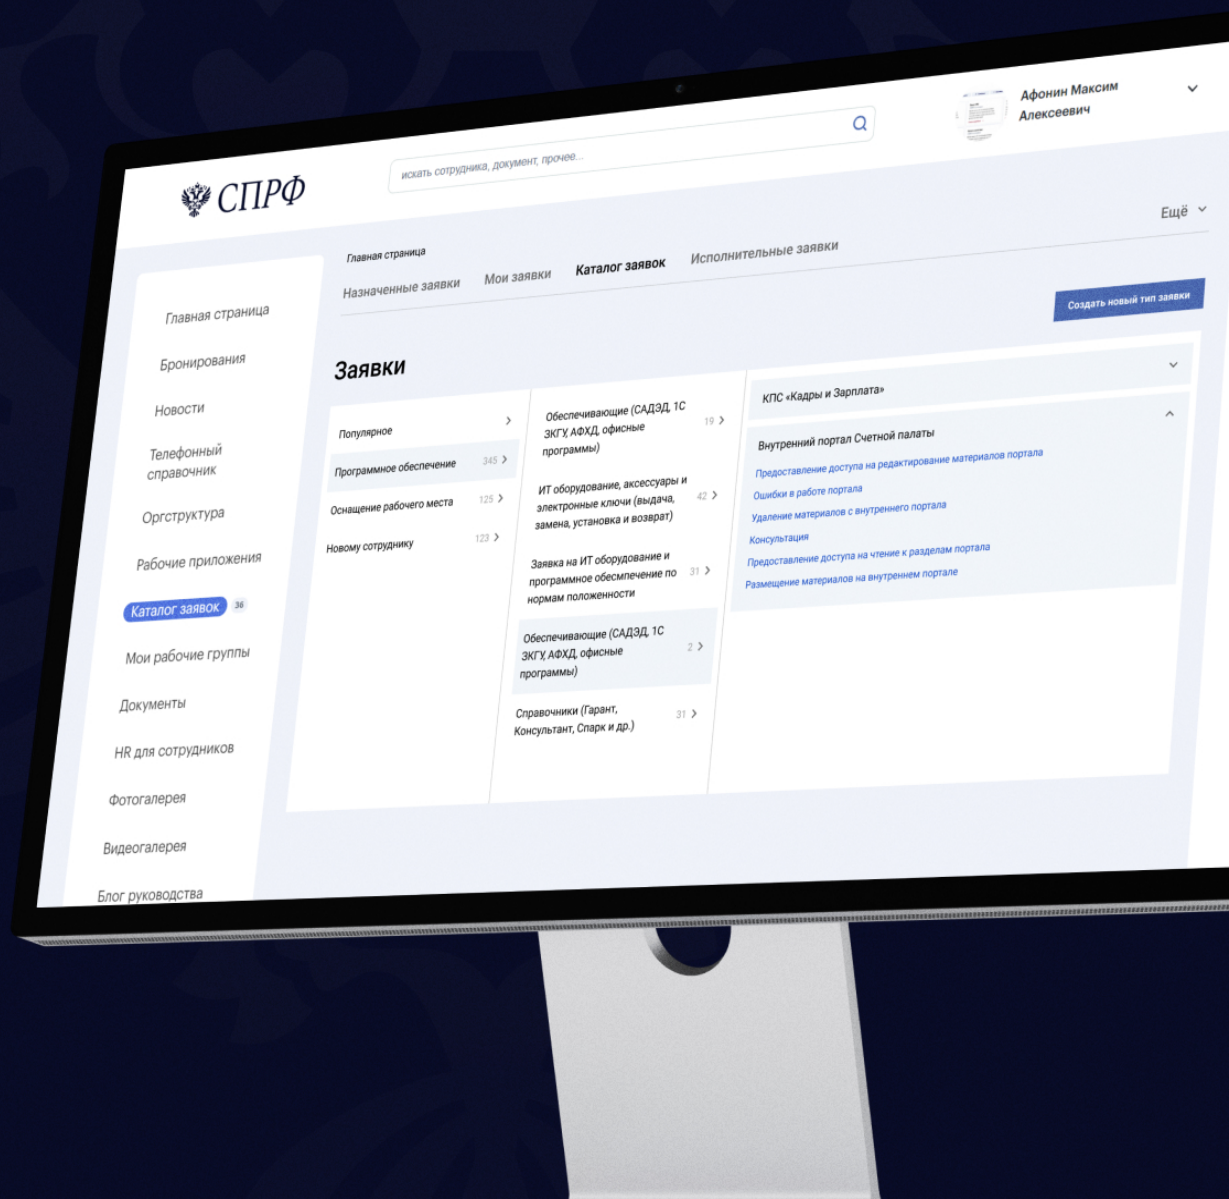 СПРФ
искать сотрудника, документ, прочее...
Афонин Максим
Алексеевич
Главная страница
Назначенные заявки
Мои заявки
Каталог заявок
Исполнительные заявки
Ещё
Создать новый тип заявки
Главная страница
Бронирования
Новости
Телефонный
справочник
Оргструктура
Рабочие приложения
Каталог заявок 36
Мои рабочие группы
Документы
HR для сотрудников
Фотогалерея
Видеогалерея
Блог руководства
Заявки
Популярное
Программное обеспечение 345
Оснащение рабочего места 125
Новому сотруднику 123
Обеспечивающие (САДЭД, 1С
ЗКГУ, АФХД, офисные 19
программы)
ИТ оборудование, аксессуары и
электронные ключи (выдача, 42
замена, установка и возврат)
Заявка на ИТ оборудование и
программное обесмпечение по 31
нормам положенности
Обеспечивающие (САДЭД, 1С
ЗКГУ, АФХД, офисные 2
программы)
Справочники (Гарант, 31
Консультант, Спарк и др.)
КПС «Кадры и Зарплата»
Внутренний портал Счетной палаты
Предоставление доступа на редактирование материалов портала
Ошибки в работе портала
Удаление материалов с внутреннего портала
Консультация
Предоставление доступа на чтение к разделам портала
Размещение материалов на внутреннем портале